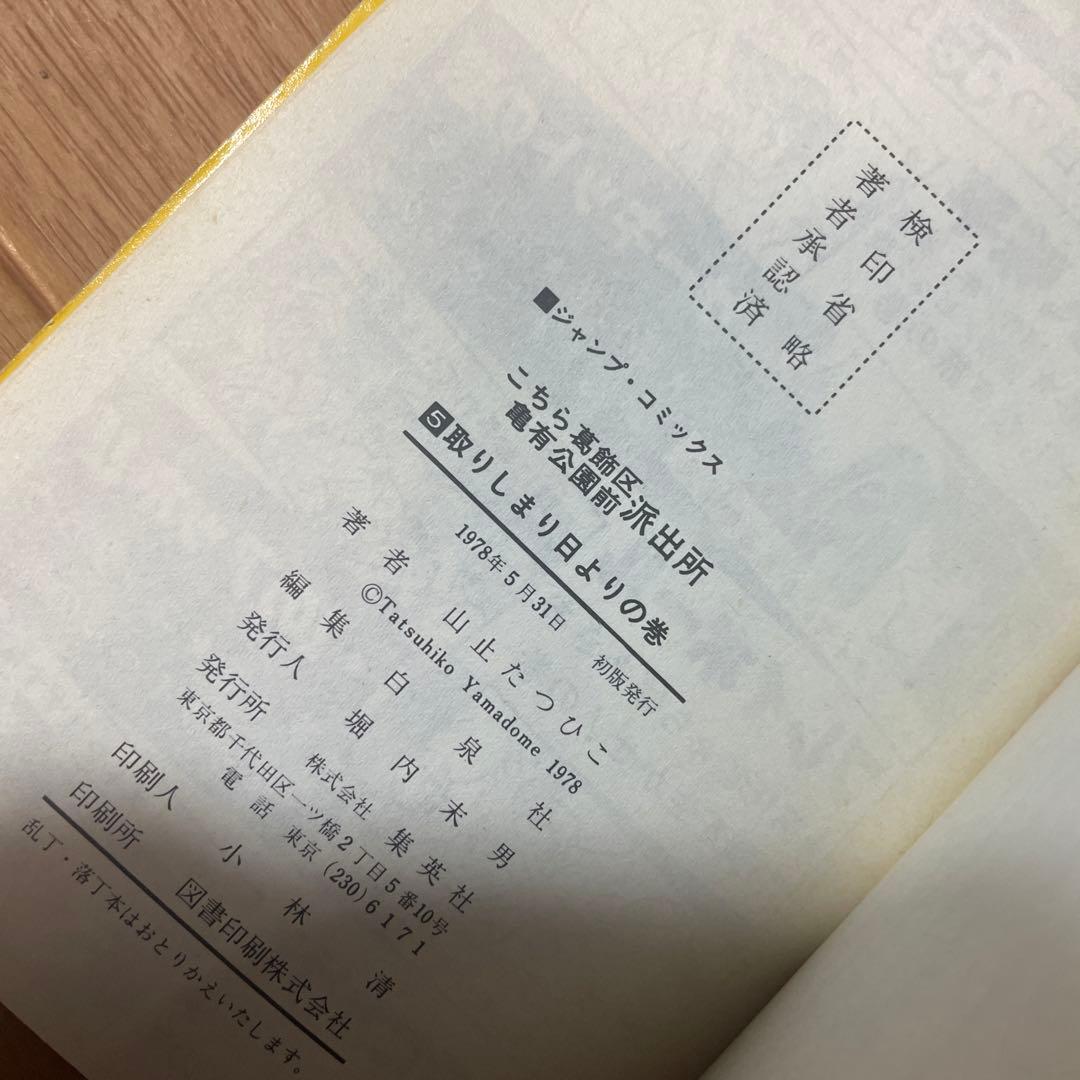 検印省略
著者承認済
■ジャンプ・コミックス
こちら葛飾区
亀有公園前派出所
5取りしまり日よりの巻
1978年5月31日 初版発行
著者 山止たつひこ
©Tatsuhiko Yamadome 1978
編集 白泉社
発行人 堀内末男
発行所 株式会社 集英社
東京都千代田区一ツ橋2丁目5番10号
電話 東京(230)6171
印刷人 小林清
印刷所 図書印刷株式会社
乱丁・落丁本はおとりかえいたします。